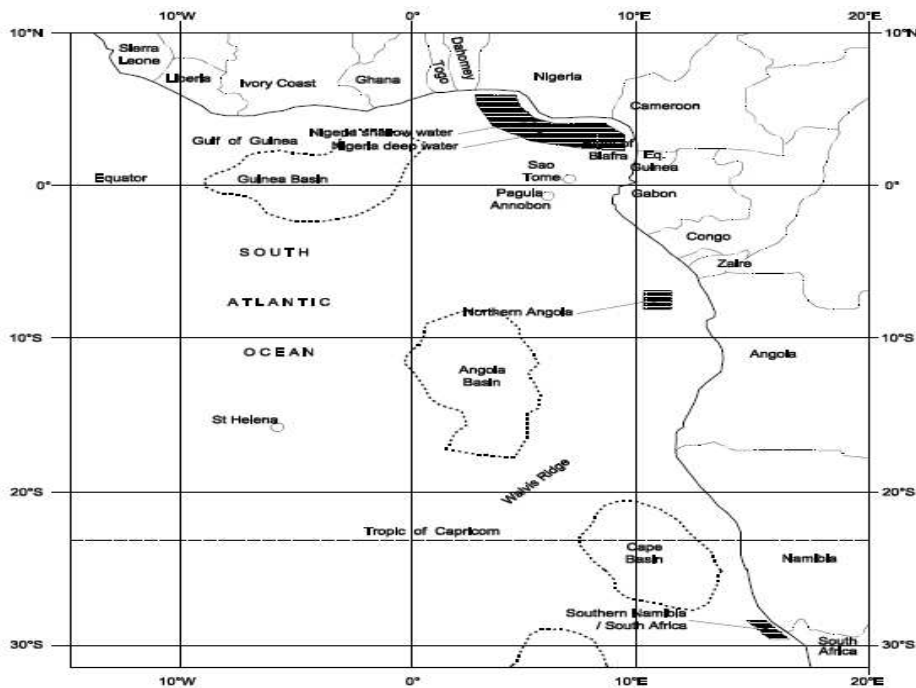 10°W
0°
10°E
20°E
10°N
10°N
Sierra
Leone
Liberia
Ivory Coast
Ghana
Togo
Dahomey
Nigeria
Cameroon
Gulf of Guinea
Nigeria shallow water
Nigeria deep water
Biafra
Eq.
Guinea
Sao
Tome
Equator
Guinea Basin
0°
0°
Pagula
Annobon
Gabon
Congo
Zaire
SOUTH
ATLANTIC
OCEAN
Northern Angola
10°S
10°S
Angola
Angola
Basin
St Helena
Walvis Ridge
20°S
20°S
Tropic of Capricorn
Cape
Basin
Namibia
Southern Namibia
/ South Africa
South
Africa
30°S
30°S
10°W
0°
10°E
20°E